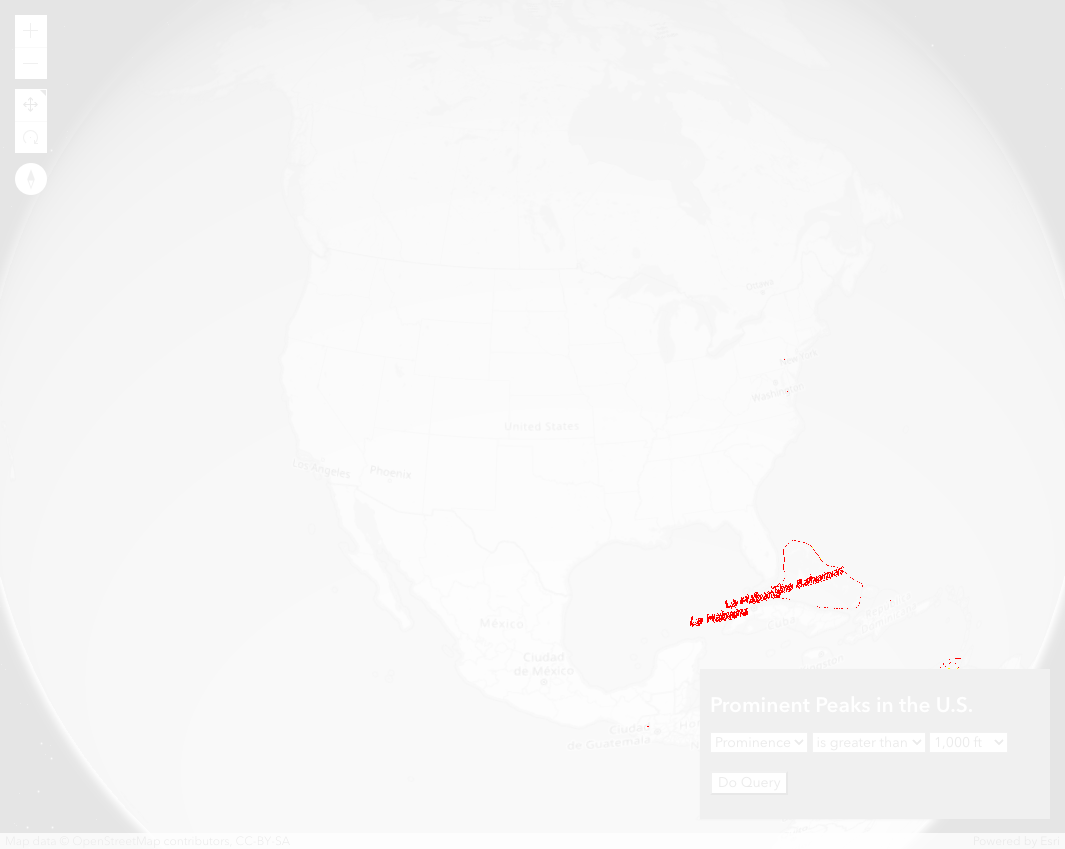 Ottawa
New York
Washington
United States
Los Angeles
Phoenix
The Bahamas
La Habana
La Habana
México
Cuba
Ciudad
de México
Ciudad
de Guatemala
Prominent Peaks in the U.S.
Prominence is greater than 1,000 ft
Do Query
Map data © OpenStreetMap contributors, CC-BY-SA
Powered by Esri